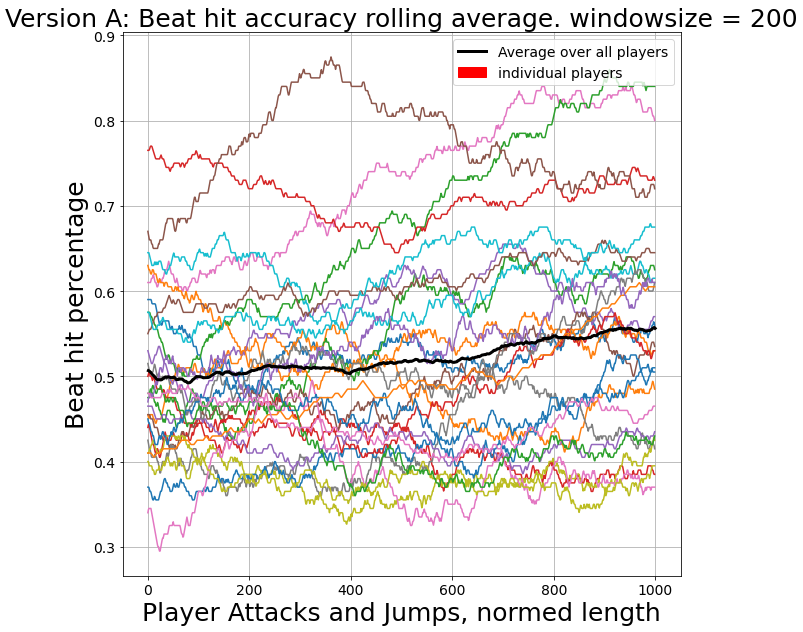 Version A: Beat hit accuracy rolling average. windowsize = 200
Average over all players
individual players
Beat hit percentage
0.9
0.8
0.7
0.6
0.5
0.4
0.3
0 200 400 600 800 1000
Player Attacks and Jumps, normed length